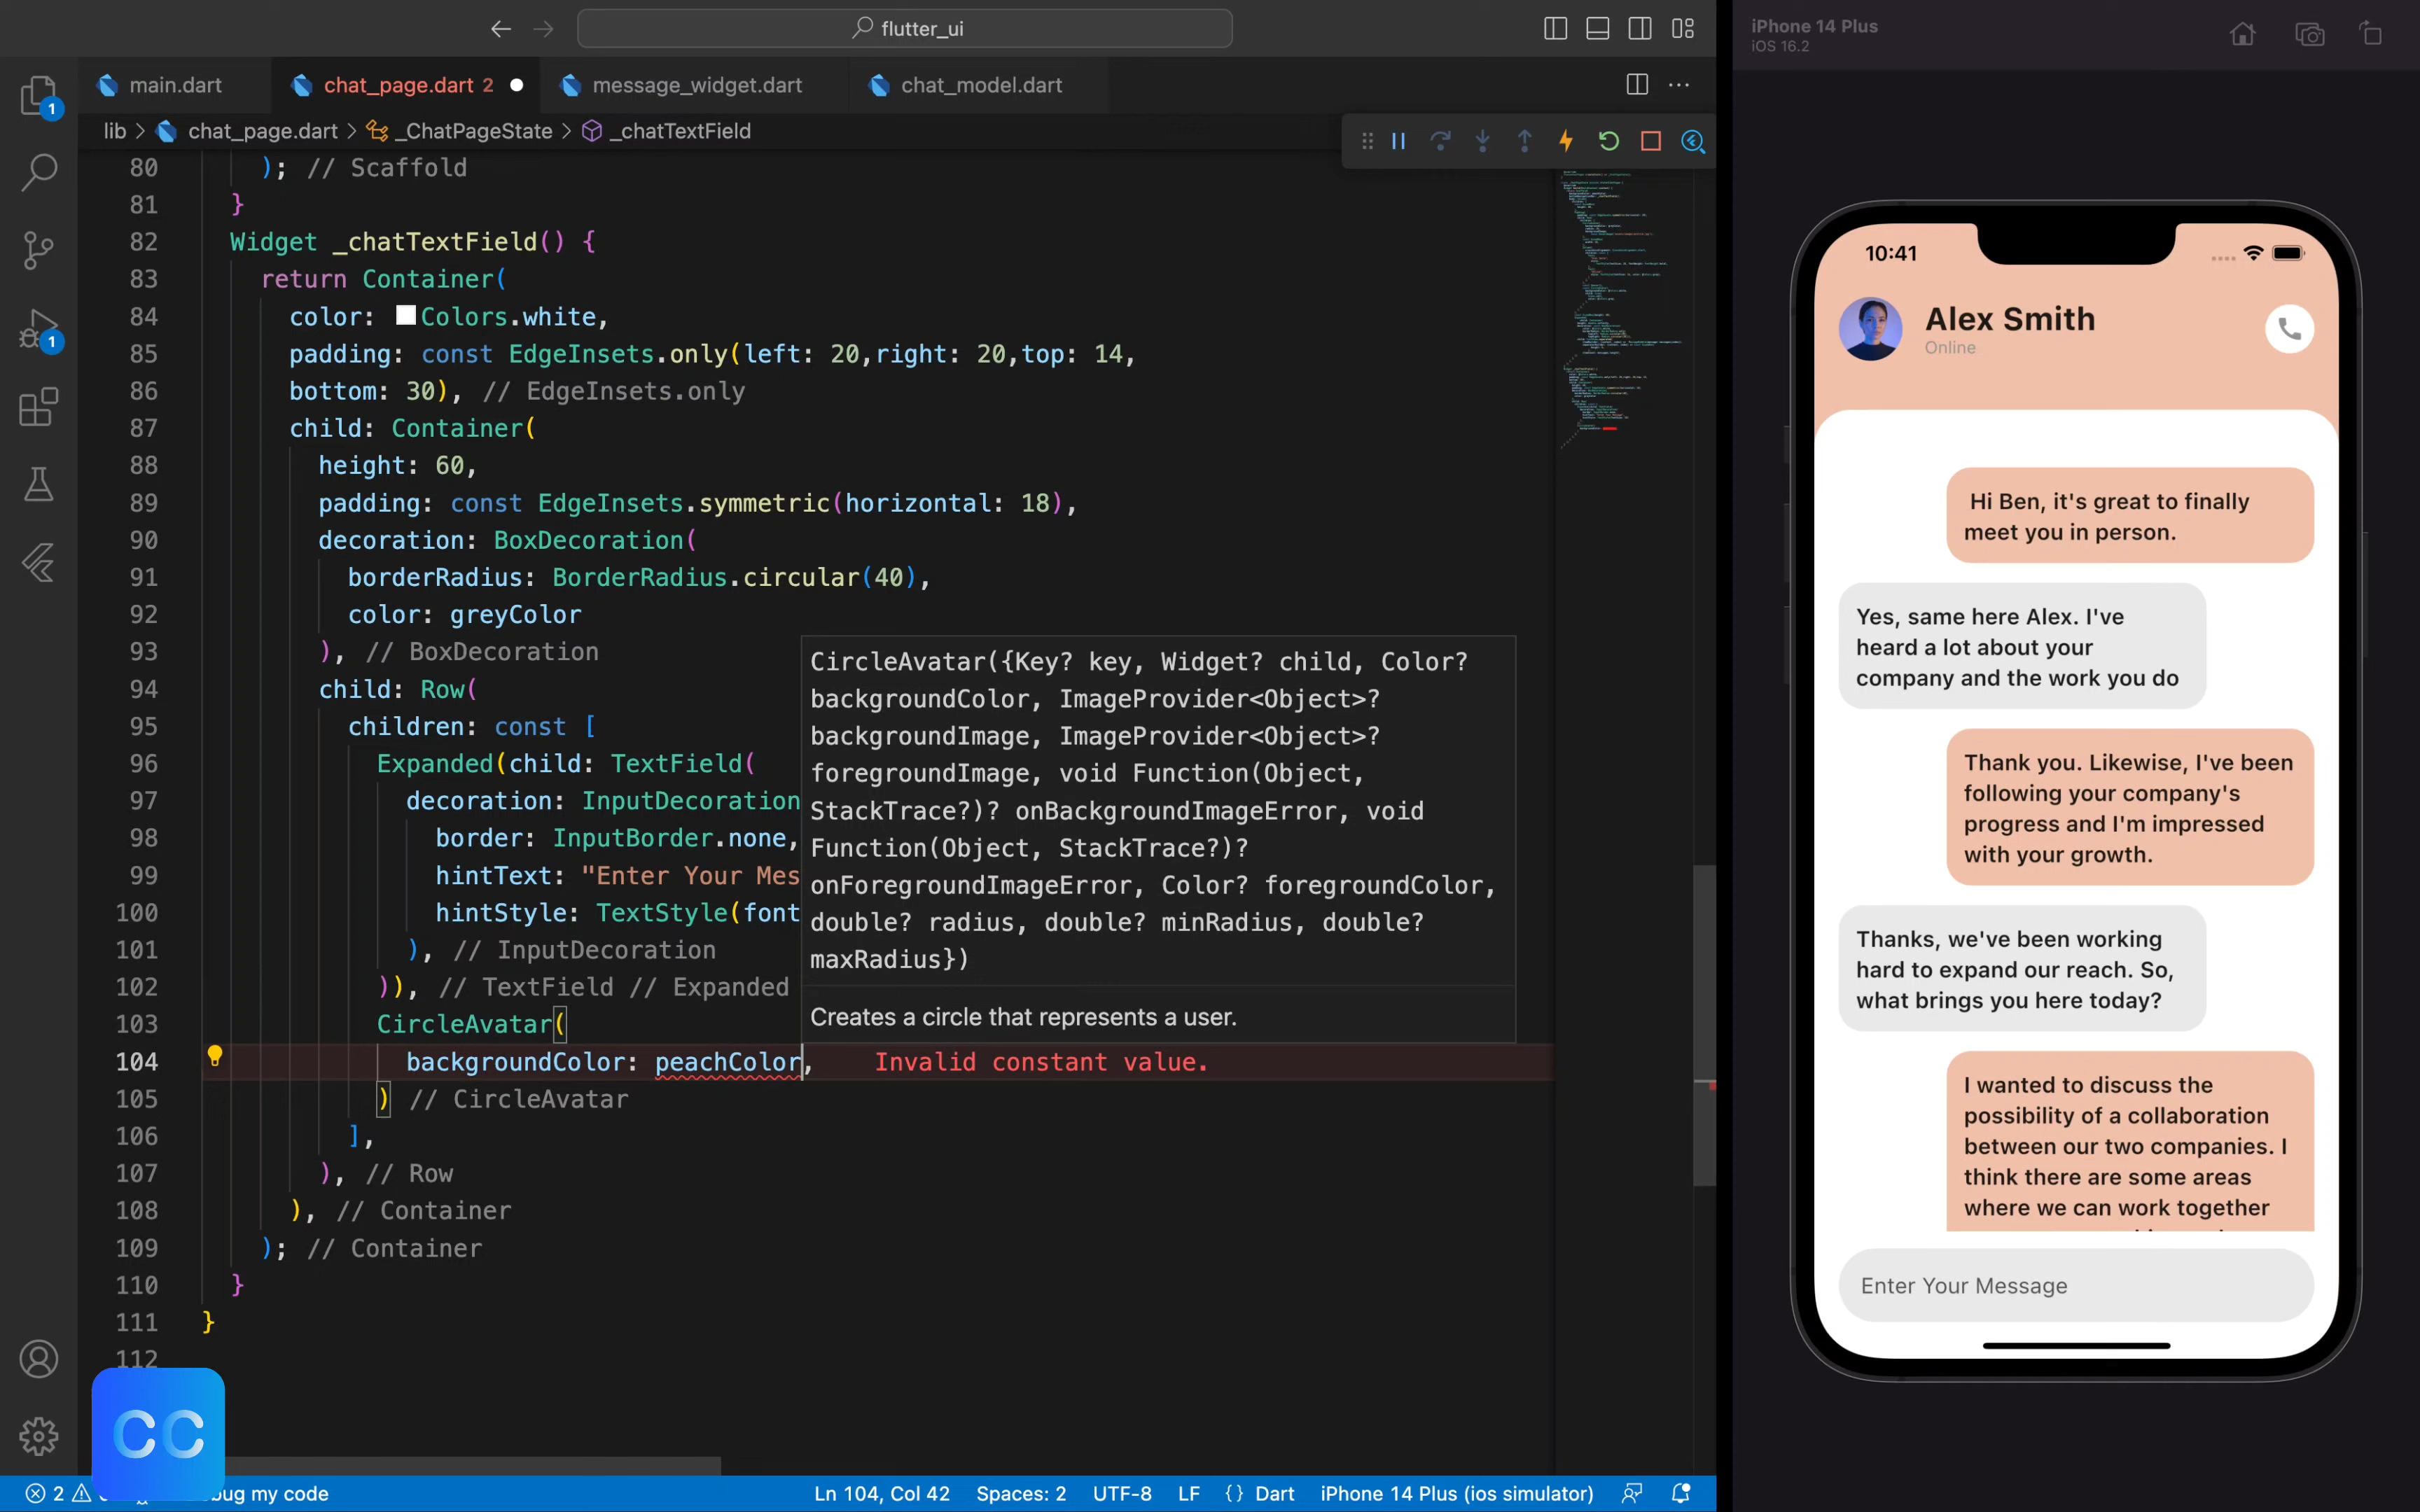 flutter_ui
main.dart
chat_page.dart 2
message_widget.dart
chat_model.dart
lib > chat_page.dart > _ChatPageState > _chatTextField
80 ); // Scaffold
81 }
82 Widget _chatTextField() {
83 return Container(
84 color: Colors.white,
85 padding: const EdgeInsets.only(left: 20,right: 20,top: 14,
86 bottom: 30), // EdgeInsets.only
87 child: Container(
88 height: 60,
89 padding: const EdgeInsets.symmetric(horizontal: 18),
90 decoration: BoxDecoration(
91 borderRadius: BorderRadius.circular(40),
92 color: greyColor
93 ), // BoxDecoration
94 child: Row(
95 children: const [
96 Expanded(child: TextField(
97 decoration: InputDecoration
98 border: InputBorder.none,
99 hintText: "Enter Your Mes
100 hintStyle: TextStyle(font
101 ), // InputDecoration
102 )), // TextField // Expanded
103 CircleAvatar(
104 backgroundColor: peachColor, Invalid constant value.
105 ) // CircleAvatar
106 ],
107 ), // Row
108 ), // Container
109 ); // Container
110 }
111 }
112
CircleAvatar({Key? key, Widget? child, Color?
backgroundColor, ImageProvider<Object>?
backgroundImage, ImageProvider<Object>?
foregroundImage, void Function(Object,
StackTrace?)? onBackgroundImageError, void
Function(Object, StackTrace?)?
onForegroundImageError, Color? foregroundColor,
double? radius, double? minRadius, double?
maxRadius})
Creates a circle that represents a user.
1
1
CC
2
bug my code
Ln 104, Col 42
Spaces: 2
UTF-8
LF
{} Dart
iPhone 14 Plus (ios simulator)
iPhone 14 Plus
iOS 16.2
10:41
Alex Smith
Online
Hi Ben, it's great to finally
meet you in person.
Yes, same here Alex. I've
heard a lot about your
company and the work you do
Thank you. Likewise, I've been
following your company's
progress and I'm impressed
with your growth.
Thanks, we've been working
hard to expand our reach. So,
what brings you here today?
I wanted to discuss the
possibility of a collaboration
between our two companies. I
think there are some areas
where we can work together
Enter Your Message